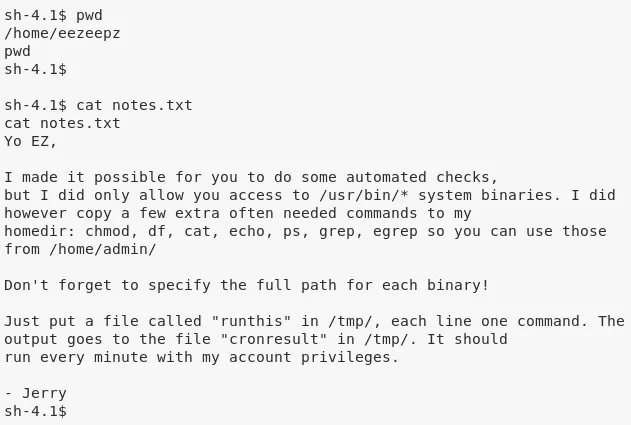 sh-4.1$ pwd
/home/eezeepz
pwd
sh-4.1$
sh-4.1$ cat notes.txt
cat notes.txt
Yo EZ,
I made it possible for you to do some automated checks,
but I did only allow you access to /usr/bin/* system binaries. I did
however copy a few extra often needed commands to my
homedir: chmod, df, cat, echo, ps, grep, egrep so you can use those
from /home/admin/
Don't forget to specify the full path for each binary!
Just put a file called "runthis" in /tmp/, each line one command. The
output goes to the file "cronresult" in /tmp/. It should
run every minute with my account privileges.
- Jerry
sh-4.1$